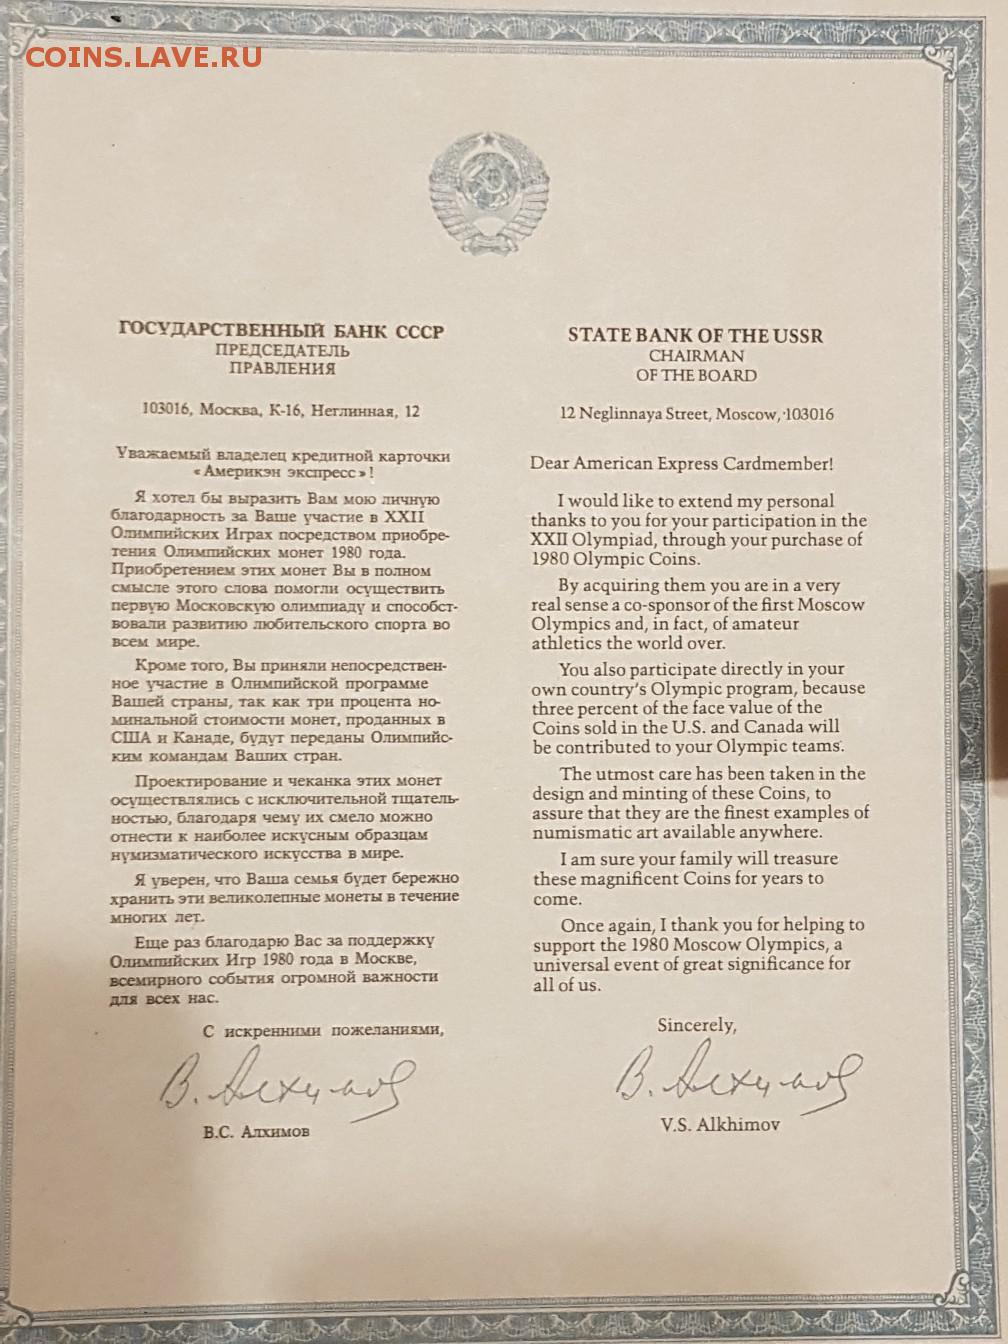 COINS.LAVE.RU
ГОСУДАРСТВЕННЫЙ БАНК СССР
ПРЕДСЕДАТЕЛЬ
ПРАВЛЕНИЯ
103016, Москва, К-16, Неглинная, 12
Уважаемый владелец кредитной карточки
«Америкэн экспресс»!
Я хотел бы выразить Вам мою личную
благодарность за Ваше участие в XXII
Олимпийских Играх посредством приобре-
тения Олимпийских монет 1980 года.
Приобретением этих монет Вы в полном
смысле этого слова помогли осуществить
первую Московскую олимпиаду и способст-
вовали развитию любительского спорта во
всем мире.
Кроме того, Вы приняли непосредствен-
ное участие в Олимпийской программе
Вашей страны, так как три процента но-
минальной стоимости монет, проданных в
США и Канаде, будут переданы Олимпийс-
ким командам Ваших стран.
Проектирование и чеканка этих монет
осуществлялись с исключительной тщатель-
ностью, благодаря чему их смело можно
отнести к наиболее искусным образцам
нумизматического искусства в мире.
Я уверен, что Ваша семья будет бережно
хранить эти великолепные монеты в течение
многих лет.
Еще раз благодарю Вас за поддержку
Олимпийских Игр 1980 года в Москве,
всемирного события огромной важности
для всех нас.
С искренними пожеланиями,
В. Алхимов
В.С. Алхимов
STATE BANK OF THE USSR
CHAIRMAN
OF THE BOARD
12 Neglinnaya Street, Moscow, 103016
Dear American Express Cardmember!
I would like to extend my personal
thanks to you for your participation in the
XXII Olympiad, through your purchase of
1980 Olympic Coins.
By acquiring them you are in a very
real sense a co-sponsor of the first Moscow
Olympics and, in fact, of amateur
athletics the world over.
You also participate directly in your
own country's Olympic program, because
three percent of the face value of the
Coins sold in the U.S. and Canada will
be contributed to your Olympic teams.
The utmost care has been taken in the
design and minting of these Coins, to
assure that they are the finest examples of
numismatic art available anywhere.
I am sure your family will treasure
these magnificent Coins for years to
come.
Once again, I thank you for helping to
support the 1980 Moscow Olympics, a
universal event of great significance for
all of us.
Sincerely,
В. Алхимов
V.S. Alkhimov